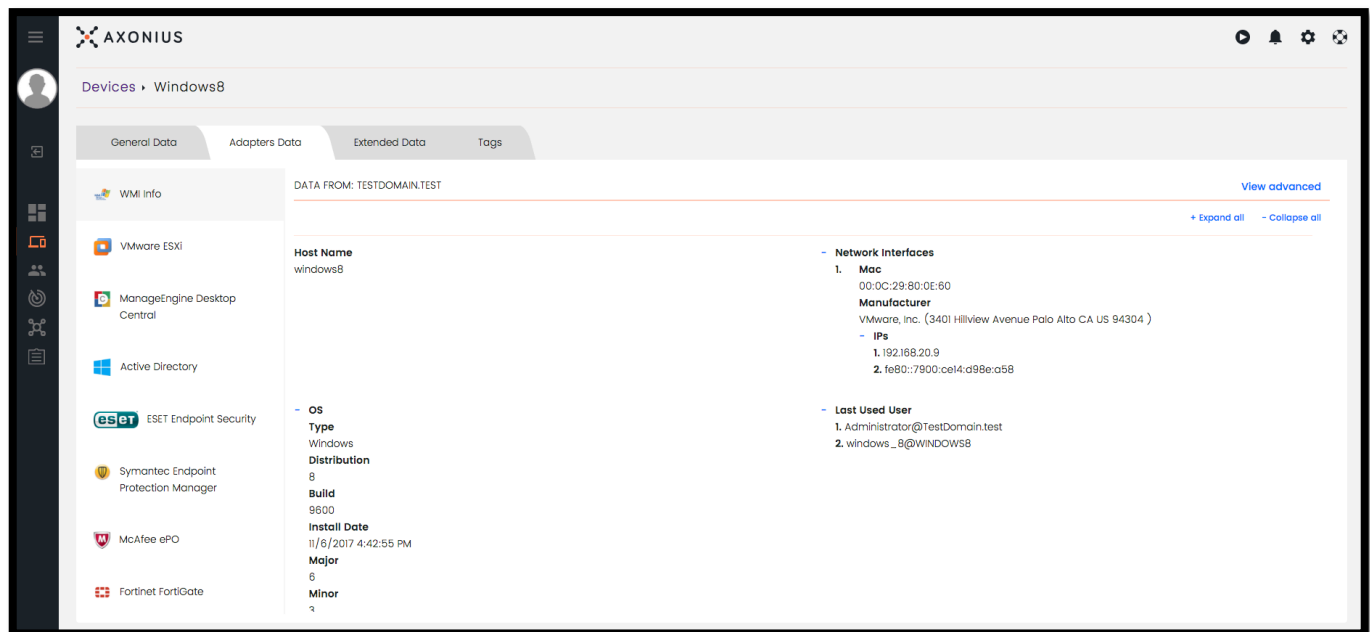 AXONIUS
Devices ▸ Windows8
General Data
Adapters Data
Extended Data
Tags
WMI Info
VMware ESXi
ManageEngine Desktop
Central
Active Directory
eset ESET Endpoint Security
Symantec Endpoint
Protection Manager
McAfee ePO
Fortinet FortiGate
DATA FROM: TESTDOMAIN.TEST
View advanced
+ Expand all
- Collapse all
Host Name
windows8
- Network Interfaces
1. Mac
00:0C:29:80:0E:60
Manufacturer
VMware, Inc. (3401 Hillview Avenue Palo Alto CA US 94304 )
- IPs
1. 192.168.20.9
2. fe80::7900:ce14:d98e:a58
- OS
Type
Windows
Distribution
8
Build
9600
Install Date
11/6/2017 4:42:55 PM
Major
6
Minor
3
- Last Used User
1. Administrator@TestDomain.test
2. windows_8@WINDOWS8